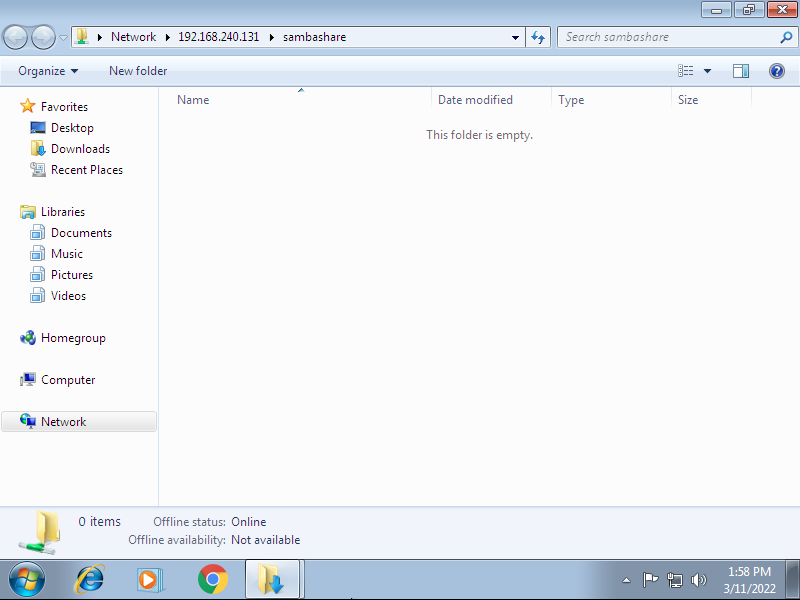 Network 192.168.240.131 sambashare
Search sambashare
Organize New folder
Favorites
Desktop
Downloads
Recent Places
Libraries
Documents
Music
Pictures
Videos
Homegroup
Computer
Network
Name Date modified Type Size
This folder is empty.
0 items Offline status: Online
Offline availability: Not available
1:58 PM
3/11/2022